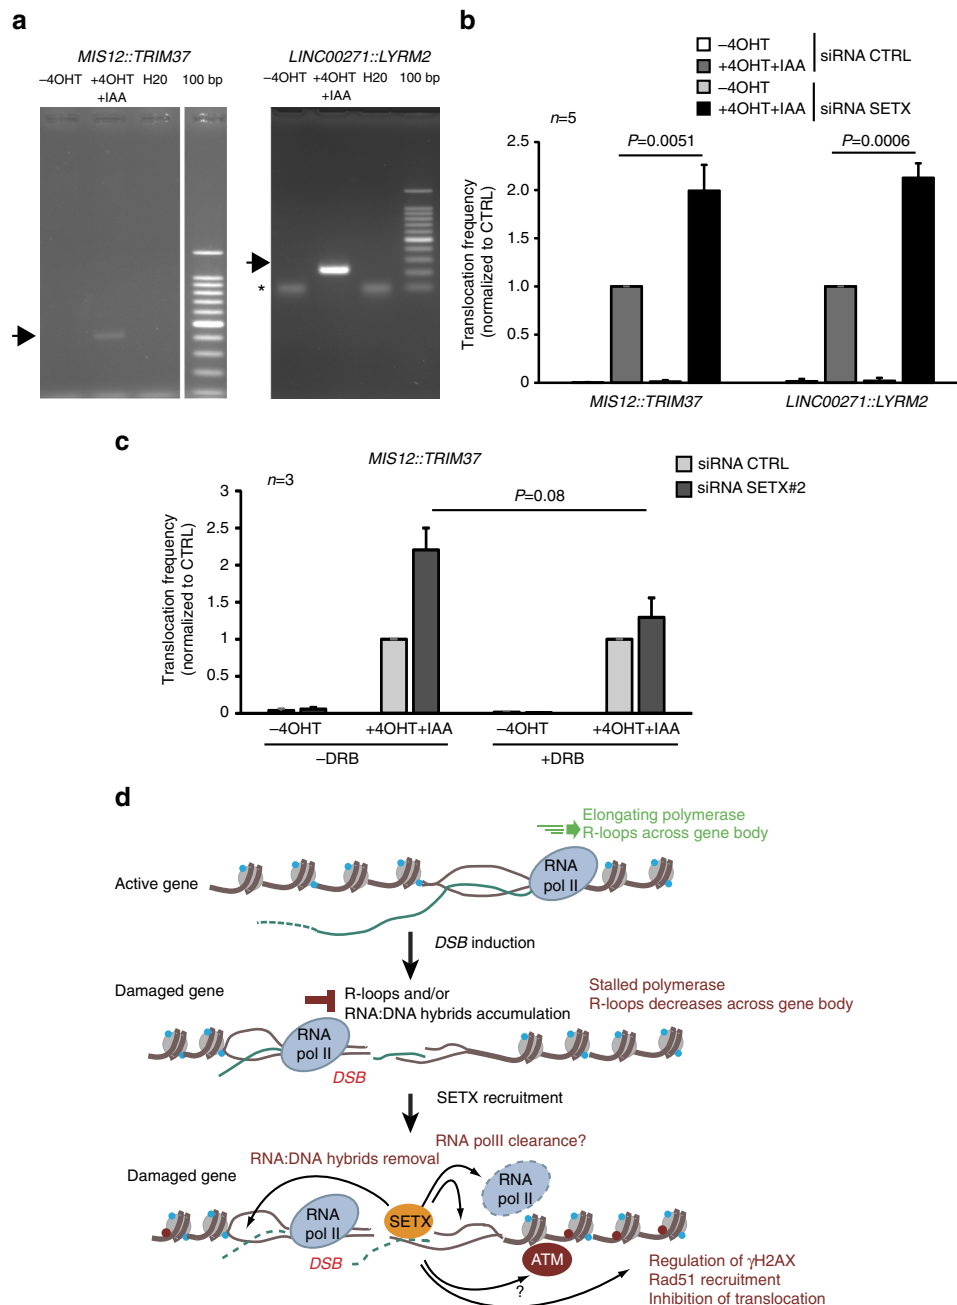 a
MIS12::TRIM37
–4OHT +4OHT H20 100 bp
+IAA
LINC00271::LYRM2
–4OHT +4OHT H20 100 bp
+IAA
*
b
–4OHT
+4OHT+IAA
siRNA CTRL
–4OHT
+4OHT+IAA
siRNA SETX
n=5
P=0.0051
P=0.0006
Translocation frequency
(normalized to CTRL)
2.5
2.0
1.5
1.0
0.5
0
MIS12::TRIM37
LINC00271::LYRM2
c
MIS12::TRIM37
siRNA CTRL
siRNA SETX#2
n=3
P=0.08
Translocation frequency
(normalized to CTRL)
3
2.5
2
1.5
1
0.5
0
–4OHT
+4OHT+IAA
–4OHT
+4OHT+IAA
–DRB
+DRB
d
Elongating polymerase
R-loops across gene body
Active gene
RNA
pol II
DSB induction
Damaged gene
R-loops and/or
RNA:DNA hybrids accumulation
Stalled polymerase
R-loops decreases across gene body
RNA
pol II
DSB
SETX recruitment
RNA polII clearance?
RNA:DNA hybrids removal
Damaged gene
RNA
pol II
RNA
pol II
SETX
DSB
ATM
?
Regulation of γH2AX
Rad51 recruitment
Inhibition of translocation